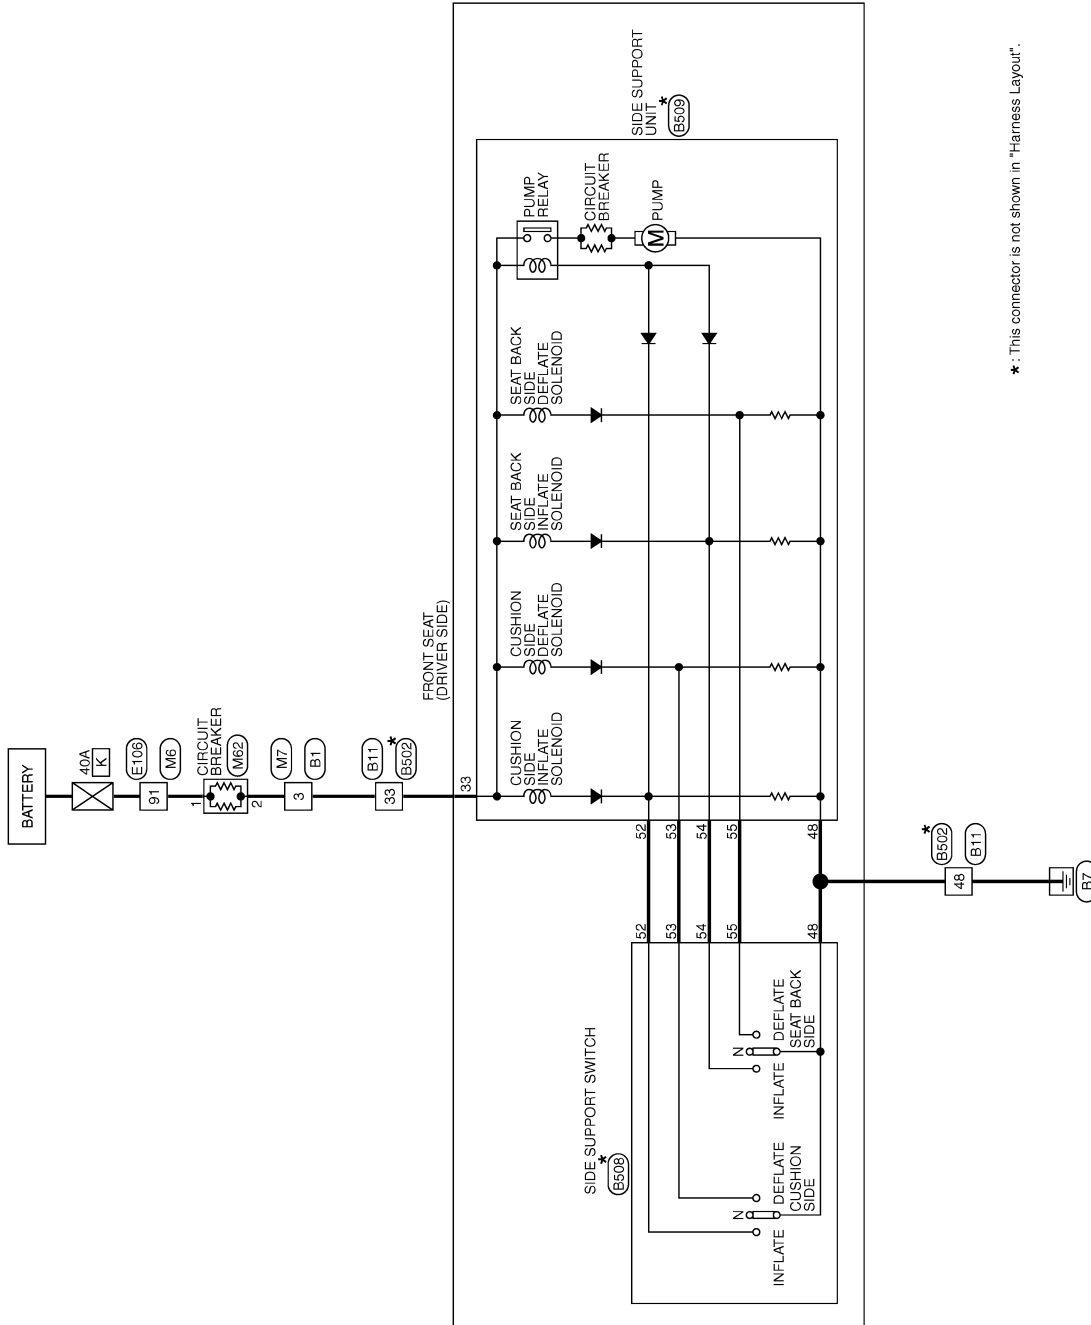 BATTERY
40A
K
91
E106
M6
1
CIRCUIT
BREAKER
M62
2
3
M7
B1
33
B11
*
B502
33
FRONT SEAT
(DRIVER SIDE)
SIDE SUPPORT
UNIT
*
B509
CUSHION
SIDE
INFLATE
SOLENOID
CUSHION
SIDE
DEFLATE
SOLENOID
SEAT BACK
SIDE
INFLATE
SOLENOID
SEAT BACK
SIDE
DEFLATE
SOLENOID
PUMP
RELAY
CIRCUIT
BREAKER
M
PUMP
52
53
54
55
48
52
53
54
55
48
SIDE SUPPORT SWITCH
*
B508
INFLATE
N
DEFLATE
CUSHION
SIDE
INFLATE
N
DEFLATE
SEAT BACK
SIDE
48
*
B502
B11
B7
* : This connector is not shown in "Harness Layout".